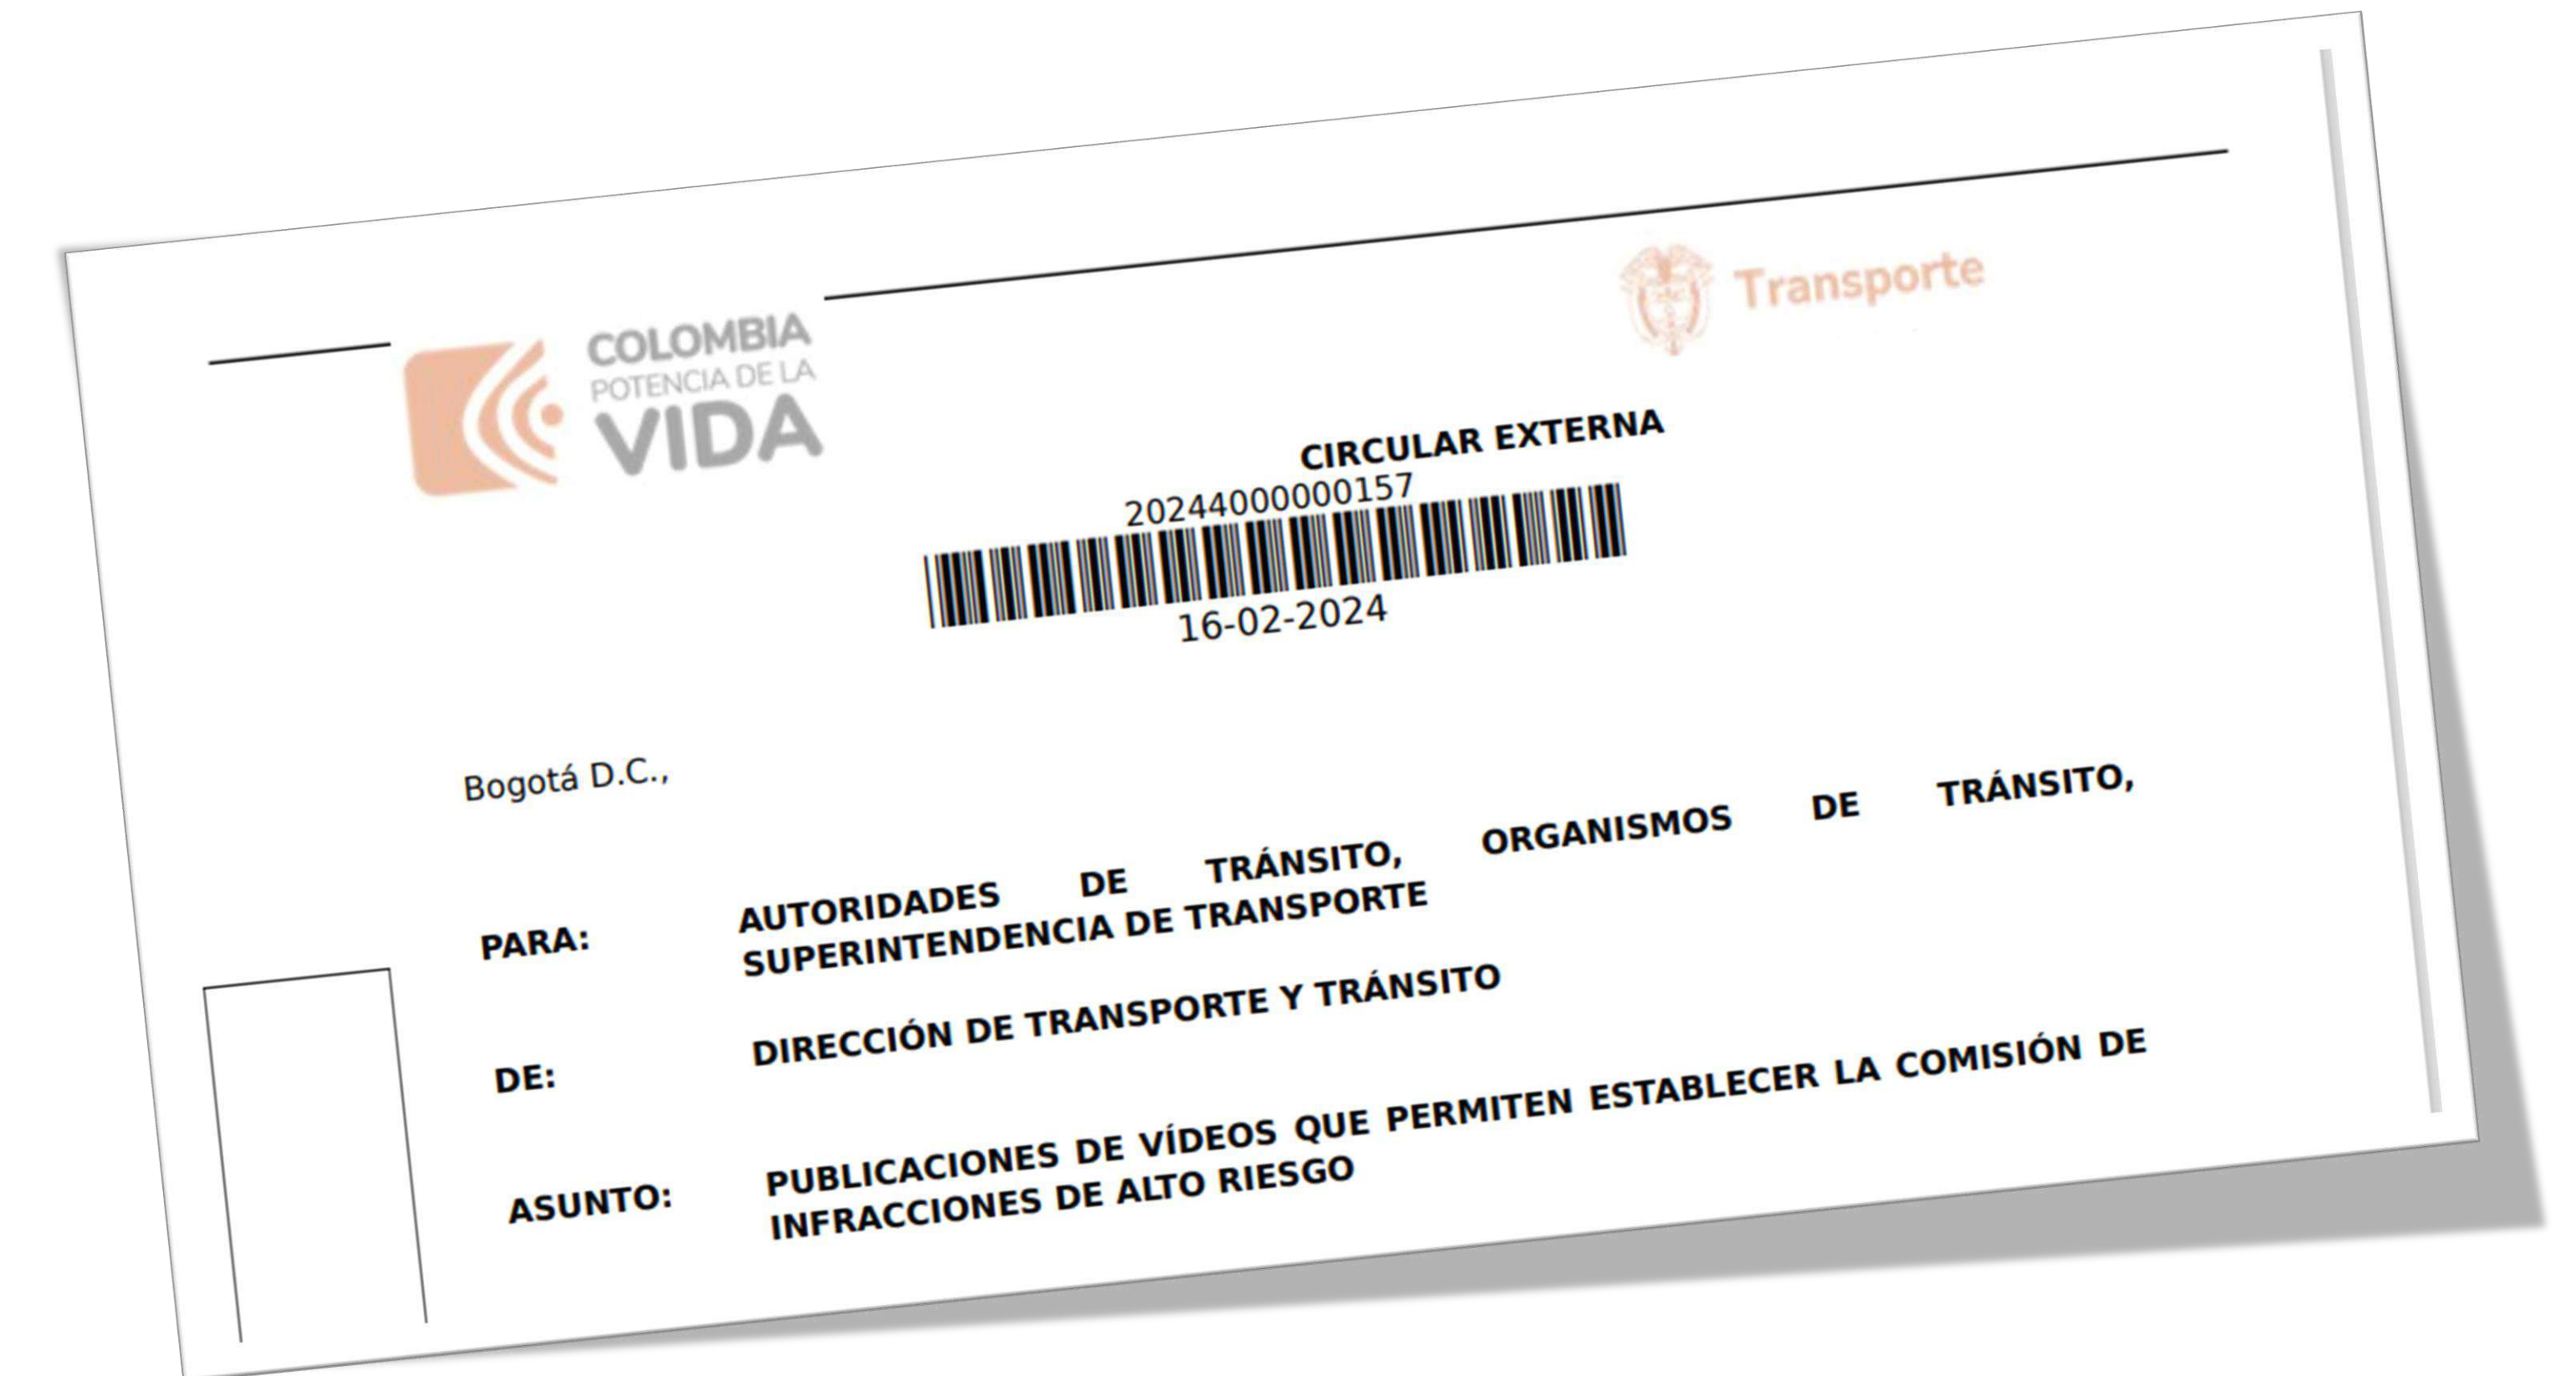 COLOMBIA
POTENCIA DE LA
VIDA
Transporte
CIRCULAR EXTERNA
20244000000157
16-02-2024
Bogotá D.C.,
PARA: AUTORIDADES DE TRÁNSITO, ORGANISMOS DE TRÁNSITO,
SUPERINTENDENCIA DE TRANSPORTE
DE: DIRECCIÓN DE TRANSPORTE Y TRÁNSITO
ASUNTO: PUBLICACIONES DE VÍDEOS QUE PERMITEN ESTABLECER LA COMISIÓN DE
INFRACCIONES DE ALTO RIESGO